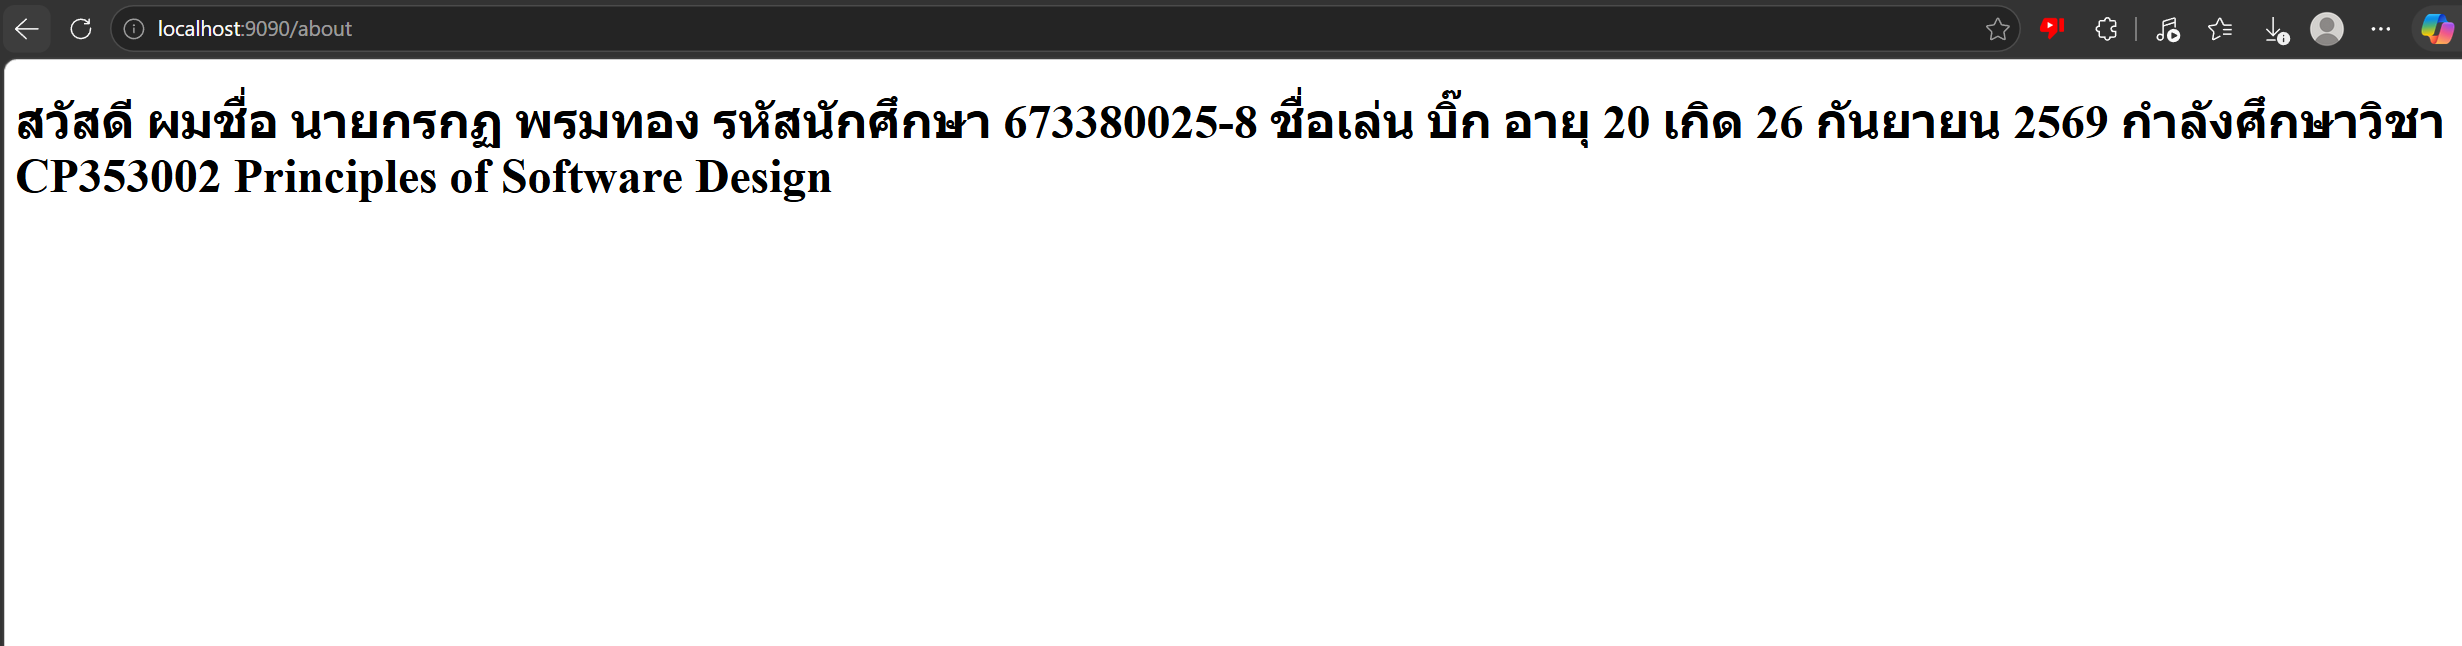 localhost:9090/about
สวัสดี ผมชื่อ นายกรกฏ พรมทอง รหัสนักศึกษา 673380025-8 ชื่อเล่น บิ๊ก อายุ 20 เกิด 26 กันยายน 2569 กำลังศึกษาวิชา
CP353002 Principles of Software Design